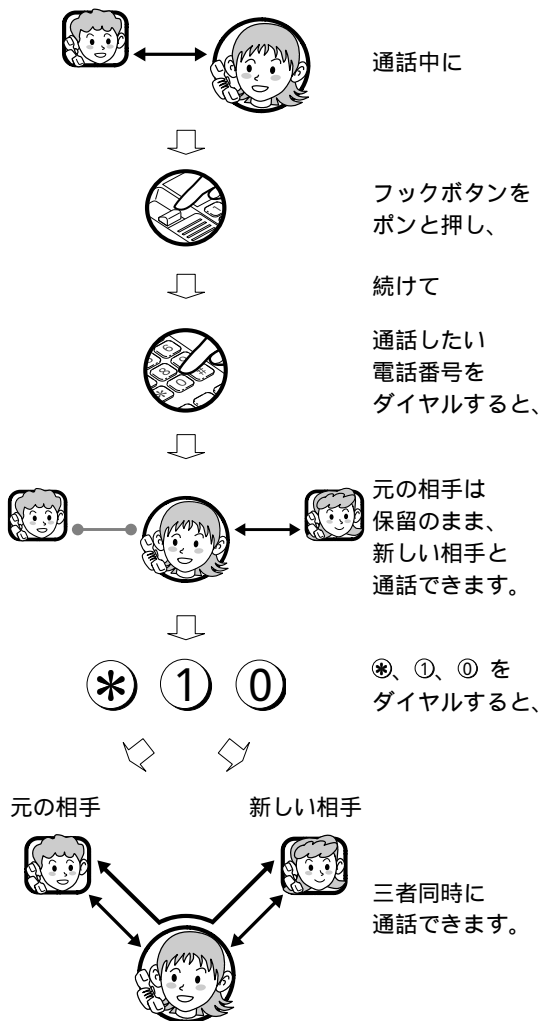 通話中に
フックボタンを
ポンと押し、
続けて
通話したい
電話番号を
ダイヤルすると、
元の相手は
保留のまま、
新しい相手と
通話できます。
✱ 1 0
✱、①、⓪ を
ダイヤルすると、
元の相手 新しい相手
三者同時に
通話できます。